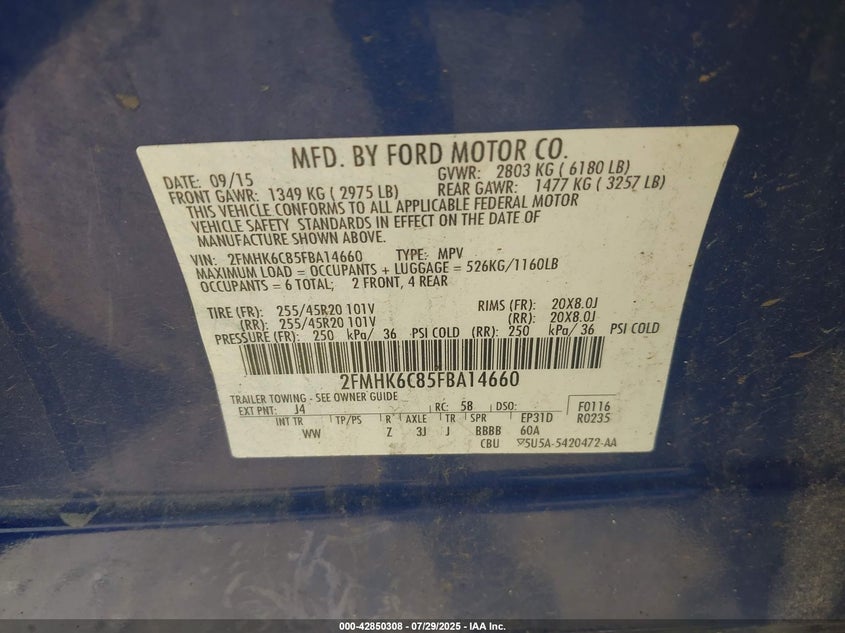 MFD. BY FORD MOTOR CO.
DATE: 09/15 GVWR: 2803 KG ( 6180 LB)
FRONT GAWR: 1349 KG ( 2975 LB) REAR GAWR: 1477 KG ( 3257 LB)
THIS VEHICLE CONFORMS TO ALL APPLICABLE FEDERAL MOTOR
VEHICLE SAFETY STANDARDS IN EFFECT ON THE DATE OF
MANUFACTURE SHOWN ABOVE.
VIN: 2FMHK6C85FBA14660 TYPE: MPV
MAXIMUM LOAD = OCCUPANTS + LUGGAGE = 526KG/1160LB
OCCUPANTS = 6 TOTAL; 2 FRONT, 4 REAR
TIRE (FR): 255/45R20 101V RIMS (FR): 20X8.0J
(RR): 255/45R20 101V (RR): 20X8.0J
PRESSURE (FR): 250 kPa/ 36 PSI COLD (RR): 250 kPa/ 36 PSI COLD
2FMHK6C85FBA14660
TRAILER TOWING - SEE OWNER GUIDE
EXT PNT: J4 RC: 58 DSO: F0116
INT TR TP/PS R AXLE TR SPR EP31D R0235
WW Z 3J J BBBB 60A
CBU 5U5A-5420472-AA
000-42850308 - 07/29/2025 - IAA Inc.